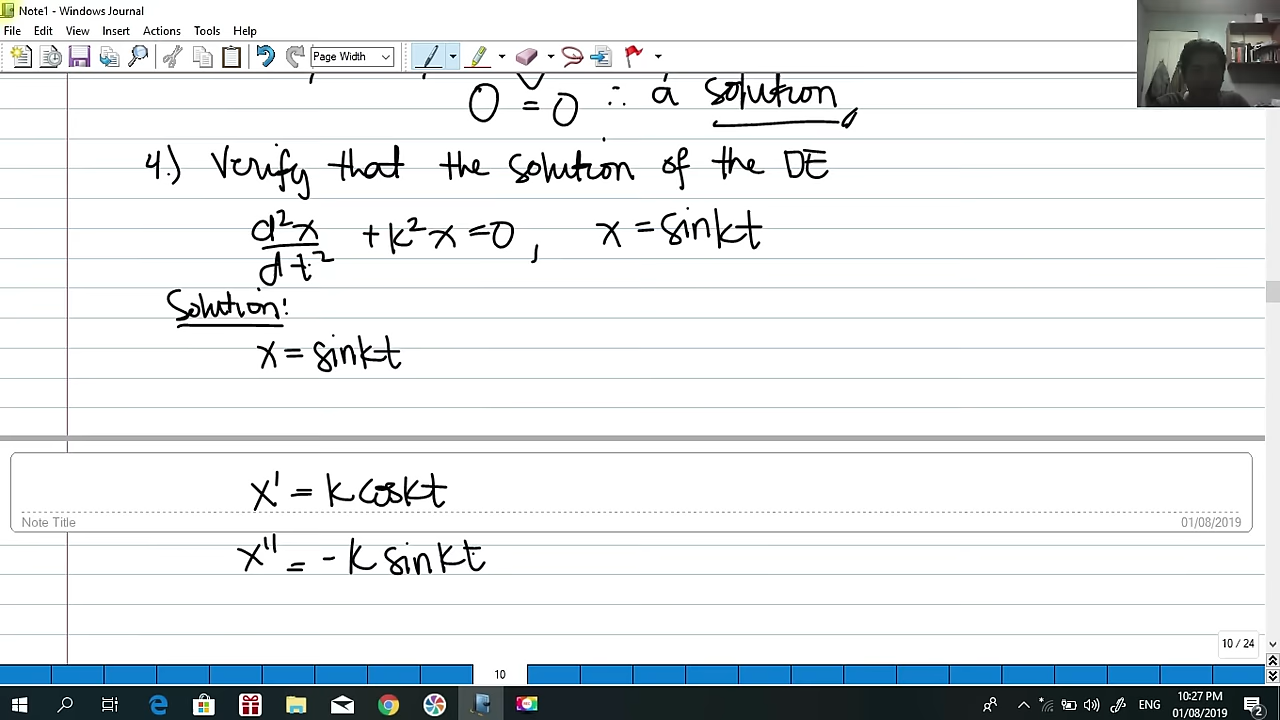 Note1 - Windows Journal
File Edit View Insert Actions Tools Help
Page Width
0 = 0 ∴ a solution
4.) Verify that the solution of the DE
d²x/dt² + k²x = 0, x = sinkt
Solution:
x = sinkt
x' = k coskt
Note Title
01/08/2019
x'' = - k sinkt
10 / 24
10
ENG
10:27 PM
01/08/2019
2